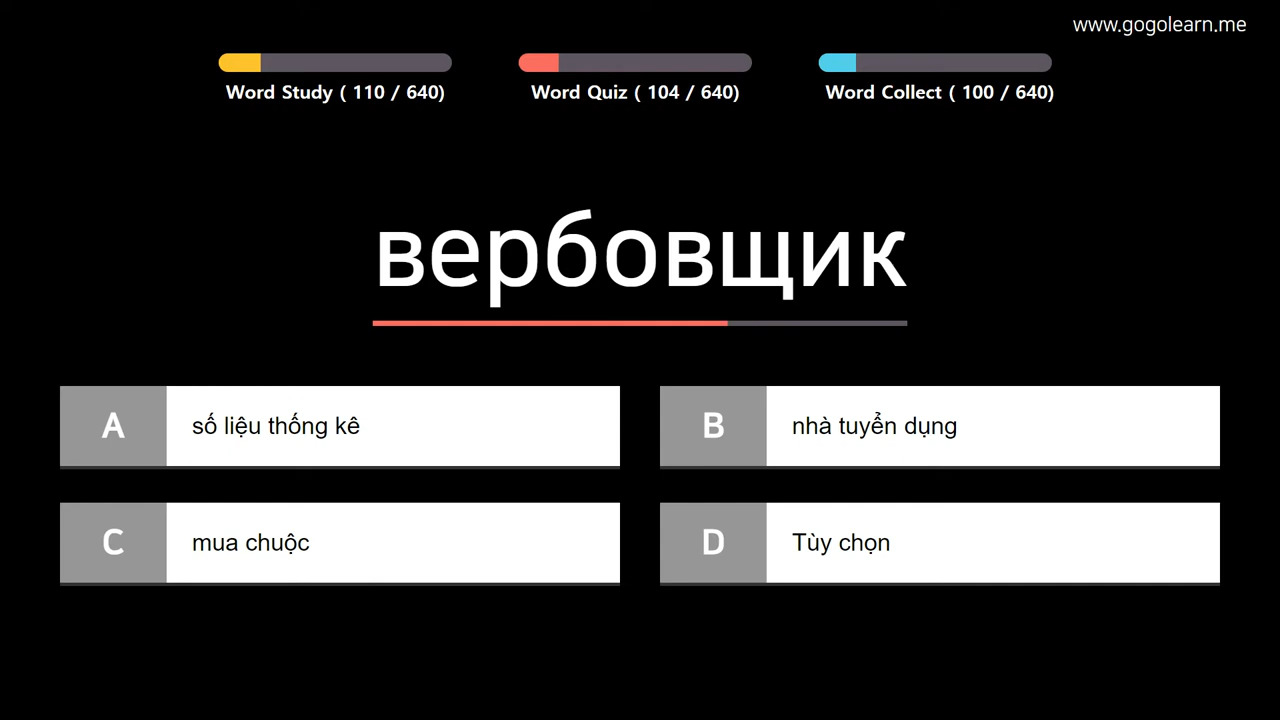 www.gogolearn.me
Word Study ( 110 / 640)
Word Quiz ( 104 / 640)
Word Collect ( 100 / 640)
вербовщик
A
số liệu thống kê
B
nhà tuyển dụng
C
mua chuộc
D
Tùy chọn